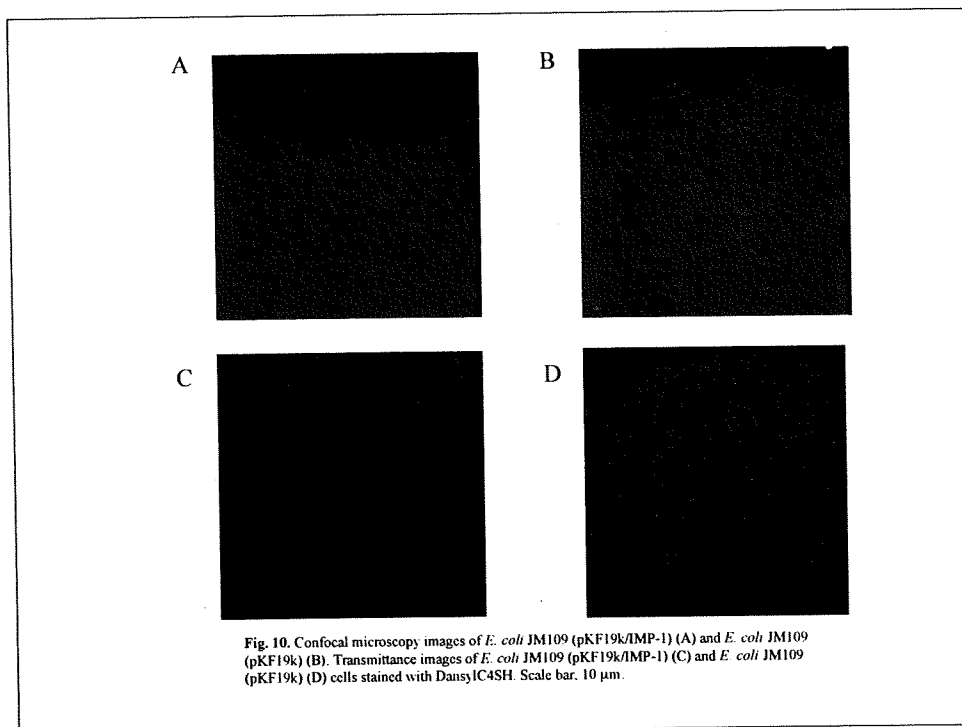 A
B
C
D
Fig. 10. Confocal microscopy images of E. coli JM109 (pKF19k/IMP-1) (A) and E. coli JM109
(pKF19k) (B). Transmittance images of E. coli JM109 (pKF19k/IMP-1) (C) and E. coli JM109
(pKF19k) (D) cells stained with DansylC4SH. Scale bar, 10 μm.